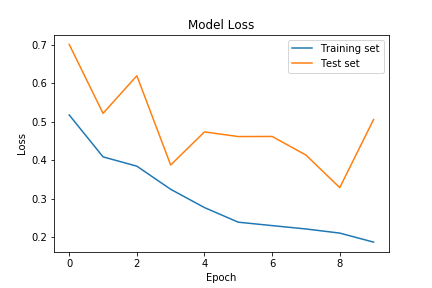 Model Loss
Training set
Test set
0.7
0.6
0.5
0.4
0.3
0.2
Loss
0 2 4 6 8
Epoch